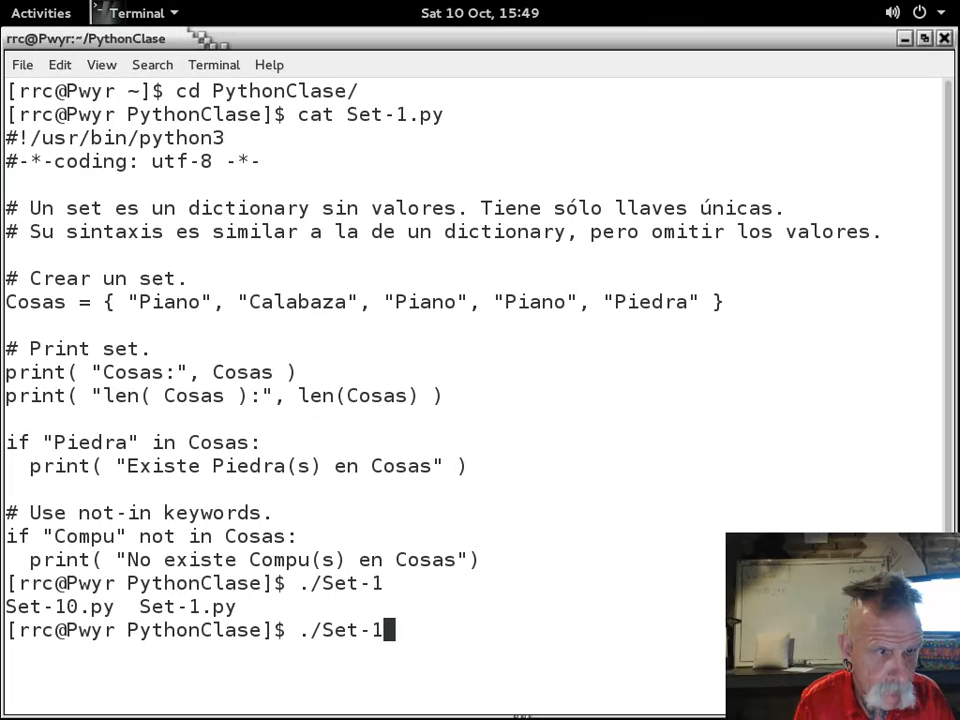 Activities
Terminal
Sat 10 Oct, 15:49
rrc@Pwyr:~/PythonClase
File Edit View Search Terminal Help
[rrc@Pwyr ~]$ cd PythonClase/
[rrc@Pwyr PythonClase]$ cat Set-1.py
#!/usr/bin/python3
#-*-coding: utf-8 -*-
# Un set es un dictionary sin valores. Tiene sólo llaves únicas.
# Su sintaxis es similar a la de un dictionary, pero omitir los valores.
# Crear un set.
Cosas = { "Piano", "Calabaza", "Piano", "Piano", "Piedra" }
# Print set.
print( "Cosas:", Cosas )
print( "len( Cosas ):", len(Cosas) )
if "Piedra" in Cosas:
  print( "Existe Piedra(s) en Cosas" )
# Use not-in keywords.
if "Compu" not in Cosas:
  print( "No existe Compu(s) en Cosas")
[rrc@Pwyr PythonClase]$ ./Set-1
Set-10.py  Set-1.py
[rrc@Pwyr PythonClase]$ ./Set-1